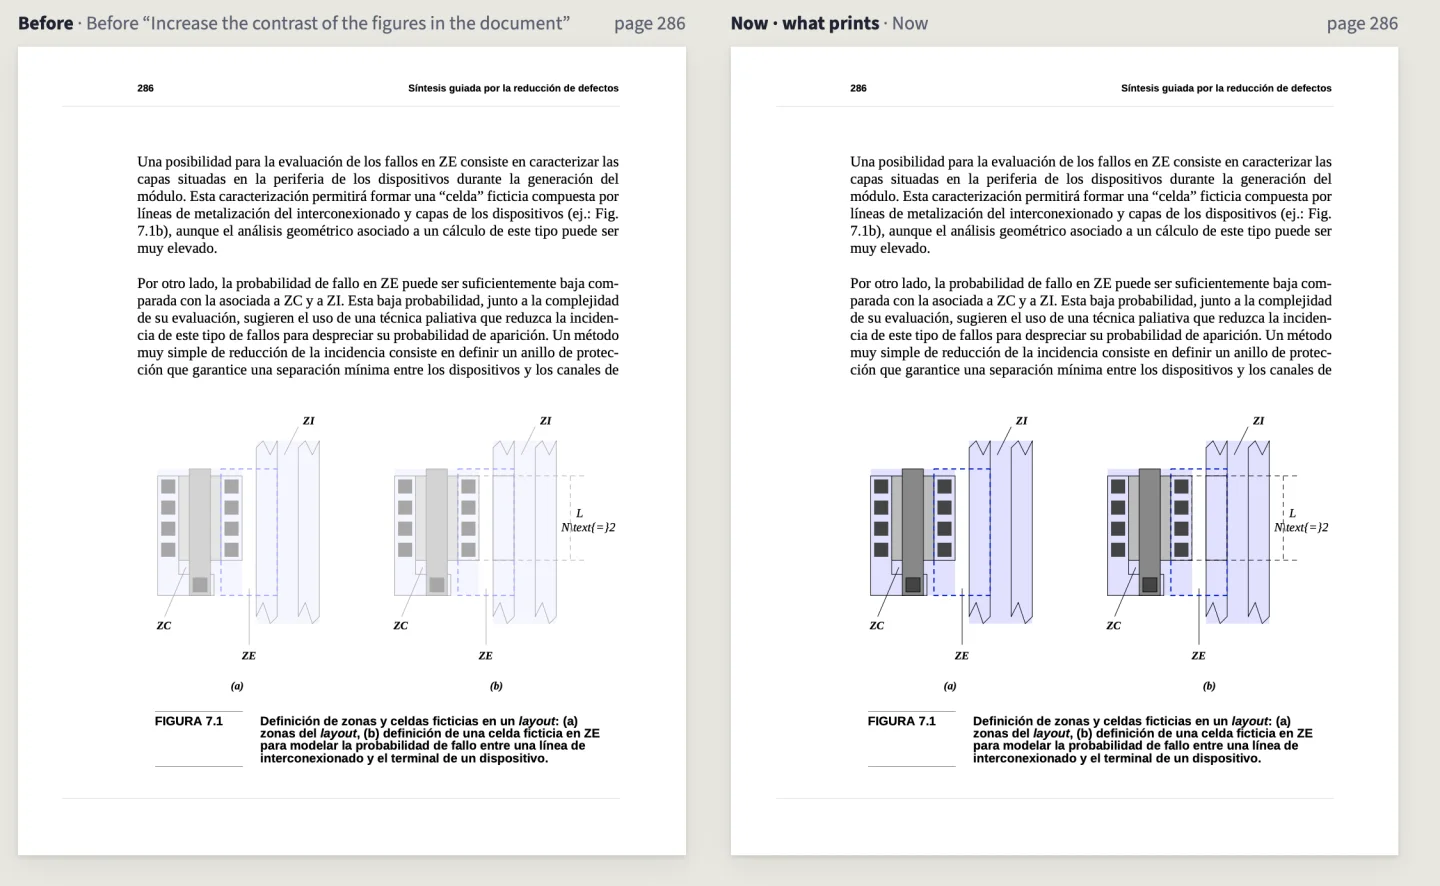 Before · Before “Increase the contrast of the figures in the document” page 286
286 Síntesis guiada por la reducción de defectos
Una posibilidad para la evaluación de los fallos en ZE consiste en caracterizar las
capas situadas en la periferia de los dispositivos durante la generación del
módulo. Esta caracterización permitirá formar una “celda” ficticia compuesta por
líneas de metalización del interconexionado y capas de los dispositivos (ej.: Fig.
7.1b), aunque el análisis geométrico asociado a un cálculo de este tipo puede ser
muy elevado.
Por otro lado, la probabilidad de fallo en ZE puede ser suficientemente baja com-
parada con la asociada a ZC y a ZI. Esta baja probabilidad, junto a la complejidad
de su evaluación, sugieren el uso de una técnica paliativa que reduzca la inciden-
cia de este tipo de fallos para despreciar su probabilidad de aparición. Un método
muy simple de reducción de la incidencia consiste en definir un anillo de protec-
ción que garantice una separación mínima entre los dispositivos y los canales de
ZI ZI
L
N\text{=}2
ZC ZC
ZE ZE
(a) (b)
FIGURA 7.1 Definición de zonas y celdas ficticias en un layout: (a)
zonas del layout, (b) definición de una celda ficticia en ZE
para modelar la probabilidad de fallo entre una línea de
interconexionado y el terminal de un dispositivo.
Now · what prints · Now page 286
286 Síntesis guiada por la reducción de defectos
Una posibilidad para la evaluación de los fallos en ZE consiste en caracterizar las
capas situadas en la periferia de los dispositivos durante la generación del
módulo. Esta caracterización permitirá formar una “celda” ficticia compuesta por
líneas de metalización del interconexionado y capas de los dispositivos (ej.: Fig.
7.1b), aunque el análisis geométrico asociado a un cálculo de este tipo puede ser
muy elevado.
Por otro lado, la probabilidad de fallo en ZE puede ser suficientemente baja com-
parada con la asociada a ZC y a ZI. Esta baja probabilidad, junto a la complejidad
de su evaluación, sugieren el uso de una técnica paliativa que reduzca la inciden-
cia de este tipo de fallos para despreciar su probabilidad de aparición. Un método
muy simple de reducción de la incidencia consiste en definir un anillo de protec-
ción que garantice una separación mínima entre los dispositivos y los canales de
ZI ZI
L
N\text{=}2
ZC ZC
ZE ZE
(a) (b)
FIGURA 7.1 Definición de zonas y celdas ficticias en un layout: (a)
zonas del layout, (b) definición de una celda ficticia en ZE
para modelar la probabilidad de fallo entre una línea de
interconexionado y el terminal de un dispositivo.